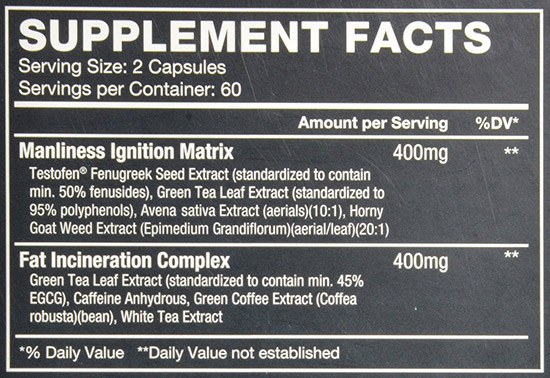 SUPPLEMENT FACTS
Serving Size: 2 Capsules
Servings per Container: 60
Amount per Serving %DV*
Manliness Ignition Matrix 400mg **
Testofen® Fenugreek Seed Extract (standardized to contain
min. 50% fenusides), Green Tea Leaf Extract (standardized to
95% polyphenols), Avena sativa Extract (aerials)(10:1), Horny
Goat Weed Extract (Epimedium Grandiflorum)(aerial/leaf)(20:1)
Fat Incineration Complex 400mg **
Green Tea Leaf Extract (standardized to contain min. 45%
EGCG), Caffeine Anhydrous, Green Coffee Extract (Coffea
robusta)(bean), White Tea Extract
*% Daily Value **Daily Value not established